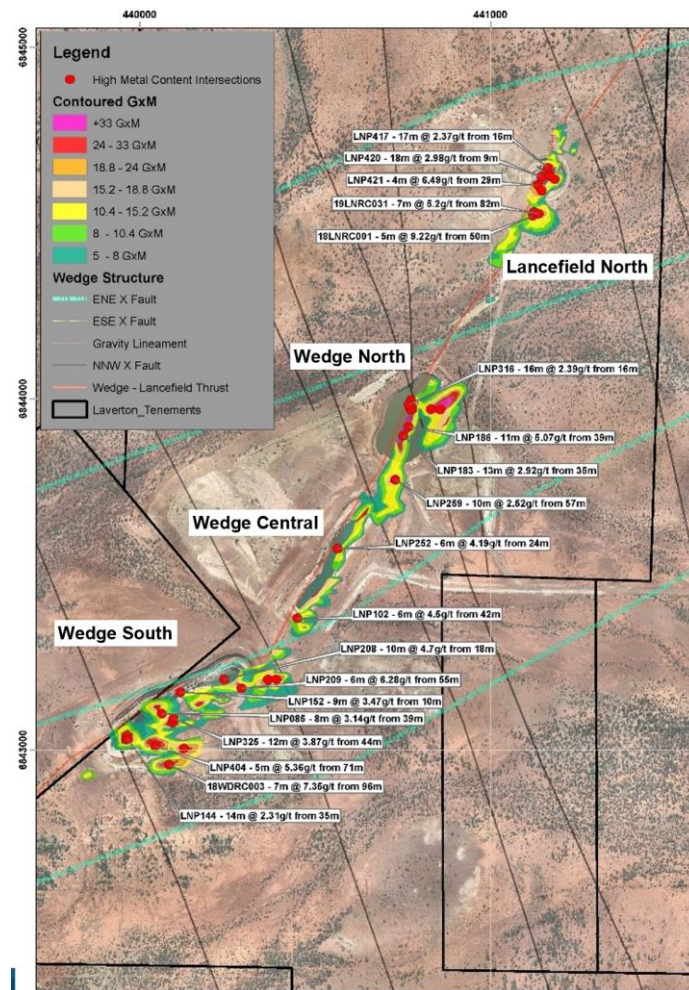 440000
441000
6845000
6844000
6843000
Legend
High Metal Content Intersections
Contoured GxM
+33 GxM
24 - 33 GxM
18.8 - 24 GxM
15.2 - 18.8 GxM
10.4 - 15.2 GxM
8 - 10.4 GxM
5 - 8 GxM
Wedge Structure
ENE X Fault
ESE X Fault
Gravity Lineament
NNW X Fault
Wedge - Lancefield Thrust
Laverton_Tenements
LNP417 - 17m @ 2.37g/t from 16m
LNP420 - 18m @ 2.98g/t from 9m
LNP421 - 4m @ 6.49g/t from 29m
19LNRC031 - 7m @ 5.2g/t from 82m
18LNRC001 - 5m @ 9.22g/t from 50m
Lancefield North
Wedge North
LNP316 - 16m @ 2.39g/t from 16m
LNP186 - 11m @ 5.07g/t from 39m
LNP183 - 13m @ 2.92g/t from 35m
LNP259 - 10m @ 2.52g/t from 57m
Wedge Central
LNP252 - 6m @ 4.19g/t from 24m
LNP102 - 6m @ 4.5g/t from 42m
Wedge South
LNP208 - 10m @ 4.7g/t from 18m
LNP209 - 6m @ 6.28g/t from 55m
LNP152 - 9m @ 3.47g/t from 10m
LNP085 - 8m @ 3.14g/t from 39m
LNP325 - 12m @ 3.87g/t from 44m
LNP404 - 5m @ 5.36g/t from 71m
18WDRC003 - 7m @ 7.35g/t from 96m
LNP144 - 14m @ 2.31g/t from 35m